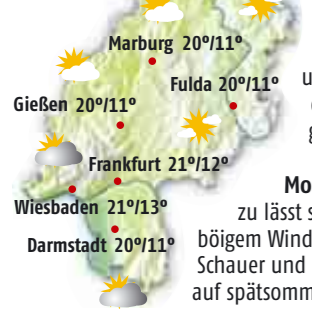 Marburg 20°/11°
Fulda 20°/11°
Gießen 20°/11°
Frankfurt 21°/12°
Wiesbaden 21°/13°
Darmstadt 20°/11°
Mo
zu lässt s
böigem Wind
Schauer und
auf spätsomm